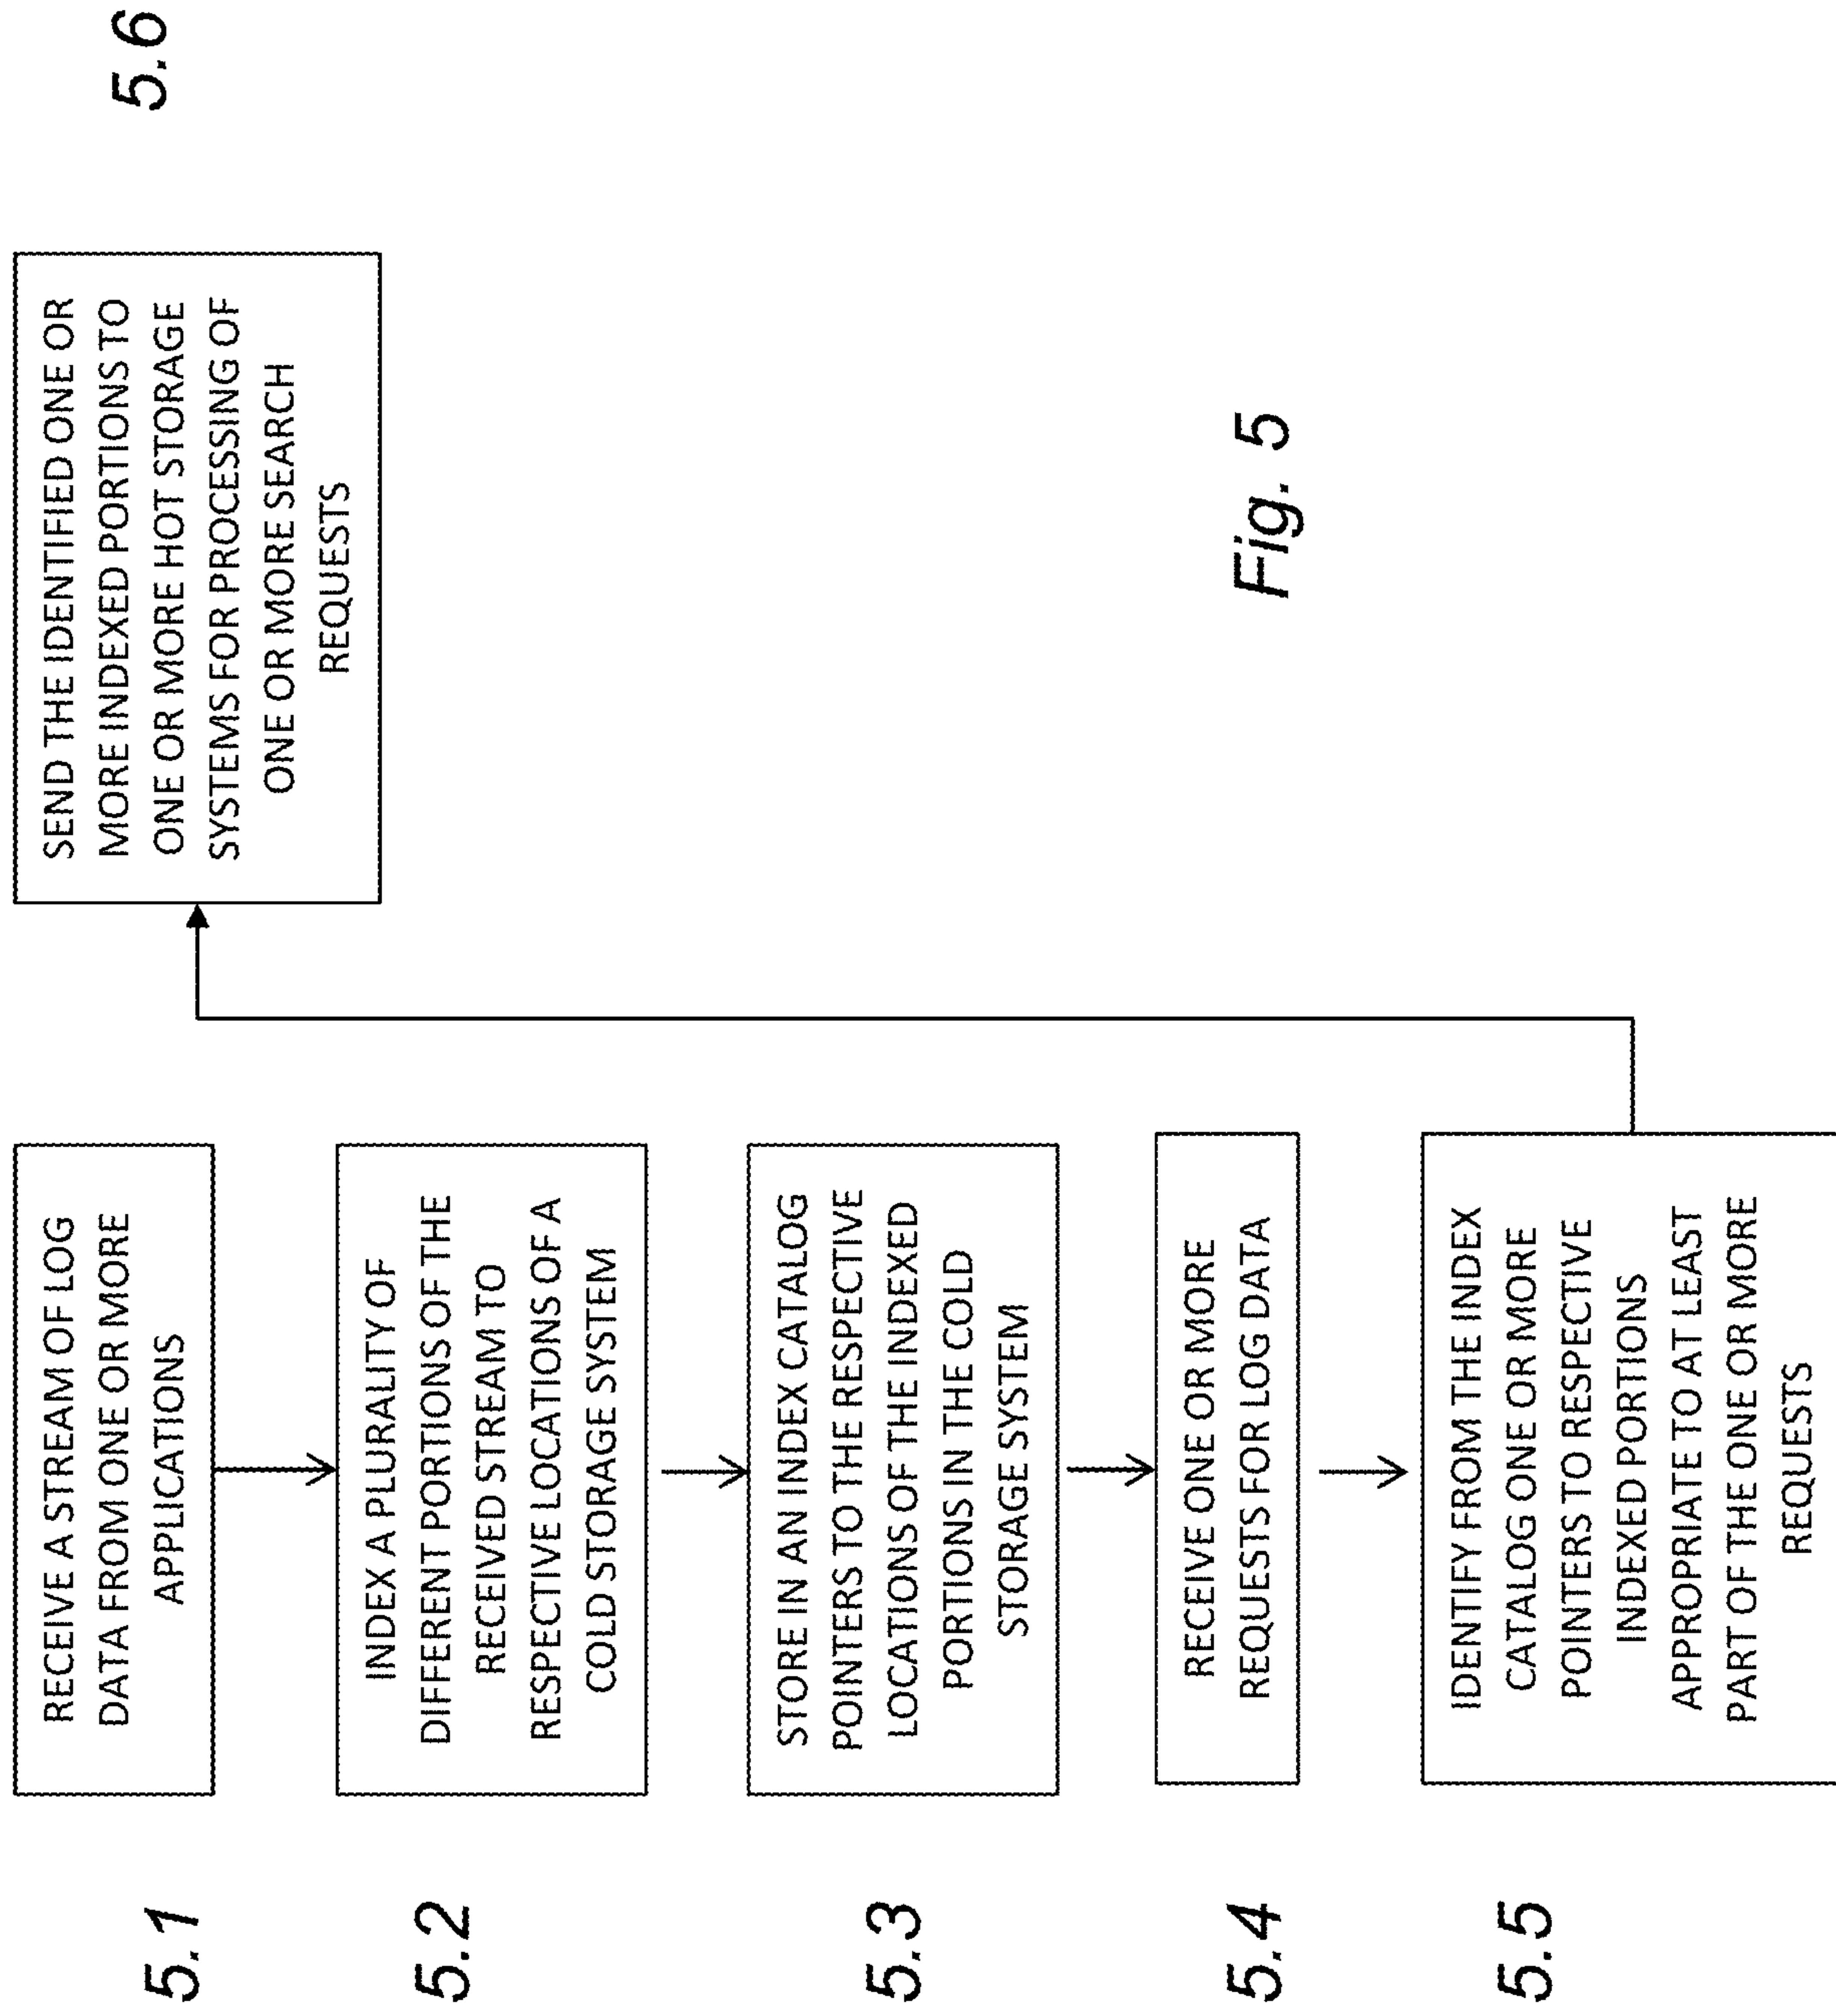 5.1
RECEIVE A STREAM OF LOG
DATA FROM ONE OR MORE
APPLICATIONS
5.2
INDEX A PLURALITY OF
DIFFERENT PORTIONS OF THE
RECEIVED STREAM TO
RESPECTIVE LOCATIONS OF A
COLD STORAGE SYSTEM
5.3
STORE IN AN INDEX CATALOG
POINTERS TO THE RESPECTIVE
LOCATIONS OF THE INDEXED
PORTIONS IN THE COLD
STORAGE SYSTEM
5.4
RECEIVE ONE OR MORE
REQUESTS FOR LOG DATA
5.5
IDENTIFY FROM THE INDEX
CATALOG ONE OR MORE
POINTERS TO RESPECTIVE
INDEXED PORTIONS
APPROPRIATE TO AT LEAST
PART OF THE ONE OR MORE
REQUESTS
SEND THE IDENTIFIED ONE OR
MORE INDEXED PORTIONS TO
ONE OR MORE HOT STORAGE
SYSTEMS FOR PROCESSING OF
ONE OR MORE SEARCH
REQUESTS
5.6
Fig. 5